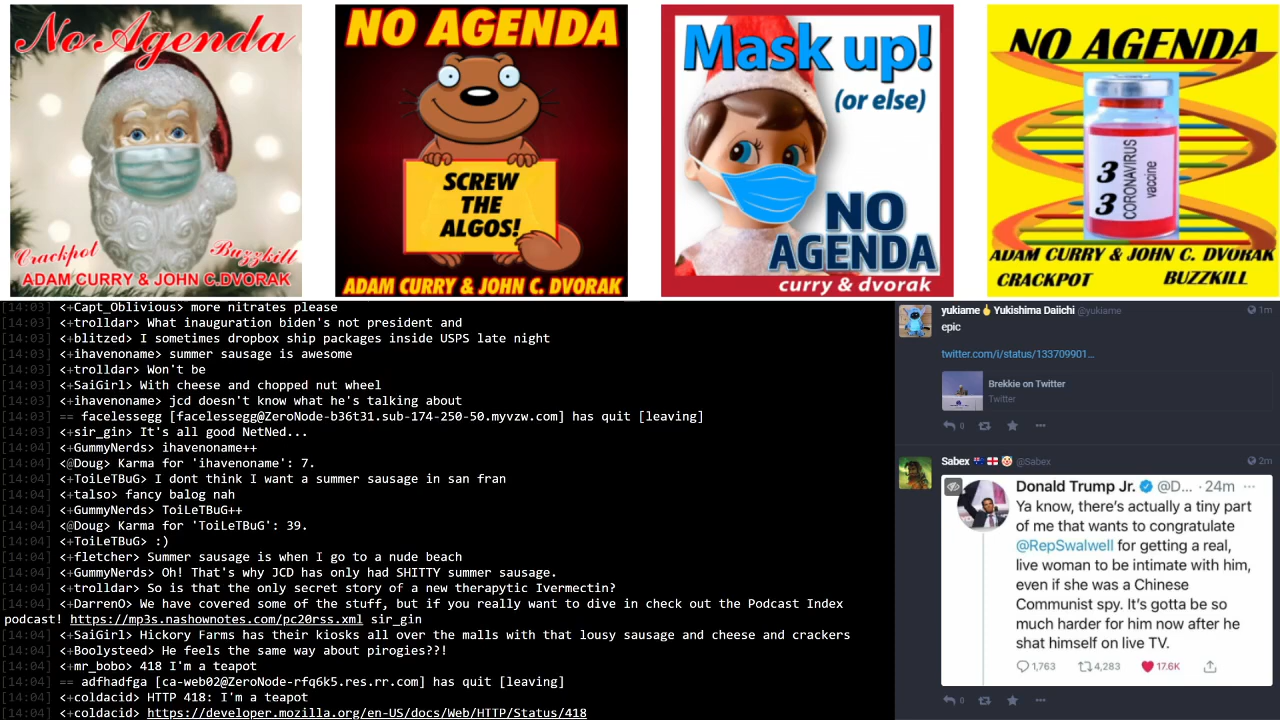 No Agenda
Crackpot
Buzzkill
ADAM CURRY & JOHN C.DVORAK
NO AGENDA
SCREW
THE
ALGOS!
ADAM CURRY & JOHN C. DVORAK
Mask up!
(or else)
NO
AGENDA
curry & dvorak
NO AGENDA
3
3
CORONAVIRUS
vaccine
ADAM CURRY & JOHN C. DVORAK
CRACKPOT
BUZZKILL
[14:03] <+Capt_Oblivious> more nitrates please
[14:03] <+trolldar> What inauguration biden's not president and
[14:03] <+blitzed> I sometimes dropbox ship packages inside USPS late night
[14:03] <+ihavenoname> summer sausage is awesome
[14:03] <+trolldar> Won't be
[14:03] <+SaiGirl> With cheese and chopped nut wheel
[14:03] <+ihavenoname> jcd doesn't know what he's talking about
[14:03] == facelessegg [facelessegg@ZeroNode-b36t31.sub-174-250-50.myvzw.com] has quit [leaving]
[14:03] <+sir_gin> It's all good NetNed...
[14:04] <+GummyNerds> ihavenoname++
[14:04] <@Doug> Karma for 'ihavenoname': 7.
[14:04] <+ToiLeTBuG> I dont think I want a summer sausage in san fran
[14:04] <+talso> fancy balog nah
[14:04] <+GummyNerds> ToiLeTBuG++
[14:04] <@Doug> Karma for 'ToiLeTBuG': 39.
[14:04] <+ToiLeTBuG> :)
[14:04] <+fletcher> Summer sausage is when I go to a nude beach
[14:04] <+GummyNerds> Oh! That's why JCD has only had SHITTY summer sausage.
[14:04] <+trolldar> So is that the only secret story of a new therapytic Ivermectin?
[14:04] <+DarrenO> We have covered some of the stuff, but if you really want to dive in check out the Podcast Index
podcast! https://mp3s.nashownotes.com/pc20rss.xml sir_gin
[14:04] <+SaiGirl> Hickory Farms has their kiosks all over the malls with that lousy sausage and cheese and crackers
[14:04] <+Boolysteed> He feels the same way about pirogies??!
[14:04] <+mr_bobo> 418 I'm a teapot
[14:04] == adhadfga [ca-web02@ZeroNode-rfq6k5.res.rr.com] has quit [leaving]
[14:04] <+coldacid> HTTP 418: I'm a teapot
[14:04] <+coldacid> https://developer.mozilla.org/en-US/docs/Web/HTTP/Status/418
yukiame🖕Yukishima Daiichi @yukiame 1m
epic
twitter.com/i/status/133709901...
Brekkie on Twitter
Twitter
0
Sabex 🇦🇺 🏴󠁧󠁢󠁥󠁮󠁧󠁿 🤡 @Sabex 2m
Donald Trump Jr. @D... · 24m
Ya know, there's actually a tiny part
of me that wants to congratulate
@RepSwalwell for getting a real,
live woman to be intimate with him,
even if she was a Chinese
Communist spy. It's gotta be so
much harder for him now after he
shat himself on live TV.
1,763 4,283 17.6K
0